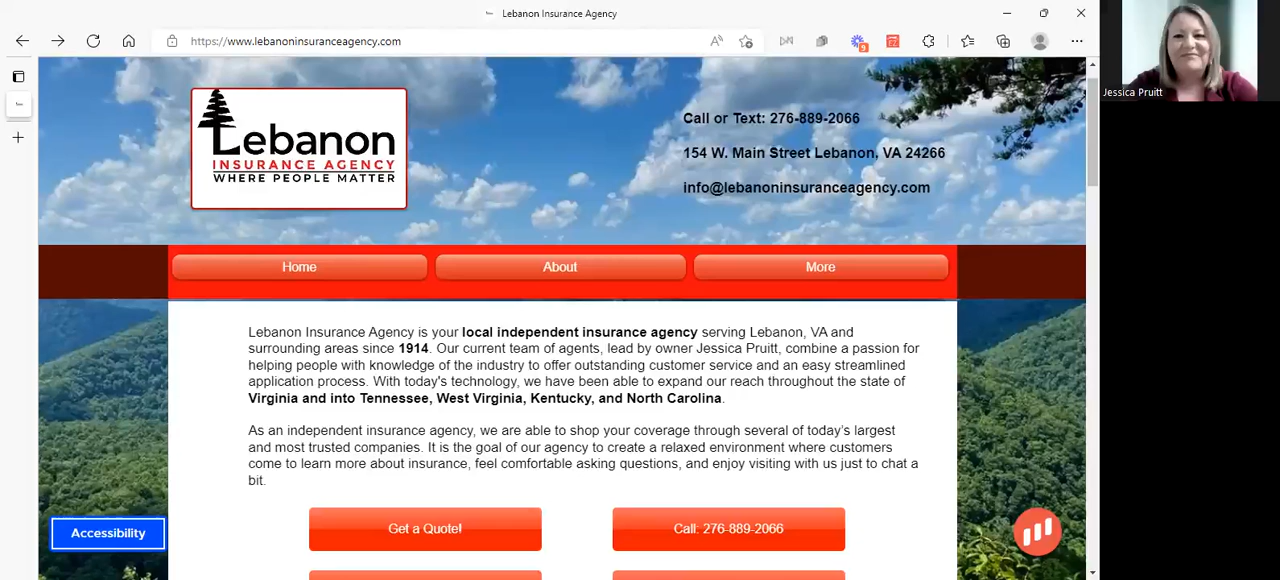 Lebanon Insurance Agency
https://www.lebanoninsuranceagency.com
9
Jessica Pruitt
Lebanon
INSURANCE AGENCY
WHERE PEOPLE MATTER
Call or Text: 276-889-2066
154 W. Main Street Lebanon, VA 24266
info@lebanoninsuranceagency.com
Home
About
More
Lebanon Insurance Agency is your local independent insurance agency serving Lebanon, VA and
surrounding areas since 1914. Our current team of agents, lead by owner Jessica Pruitt, combine a passion for
helping people with knowledge of the industry to offer outstanding customer service and an easy streamlined
application process. With today's technology, we have been able to expand our reach throughout the state of
Virginia and into Tennessee, West Virginia, Kentucky, and North Carolina.
As an independent insurance agency, we are able to shop your coverage through several of today's largest
and most trusted companies. It is the goal of our agency to create a relaxed environment where customers
come to learn more about insurance, feel comfortable asking questions, and enjoy visiting with us just to chat a
bit.
Get a Quote!
Call: 276-889-2066
Accessibility